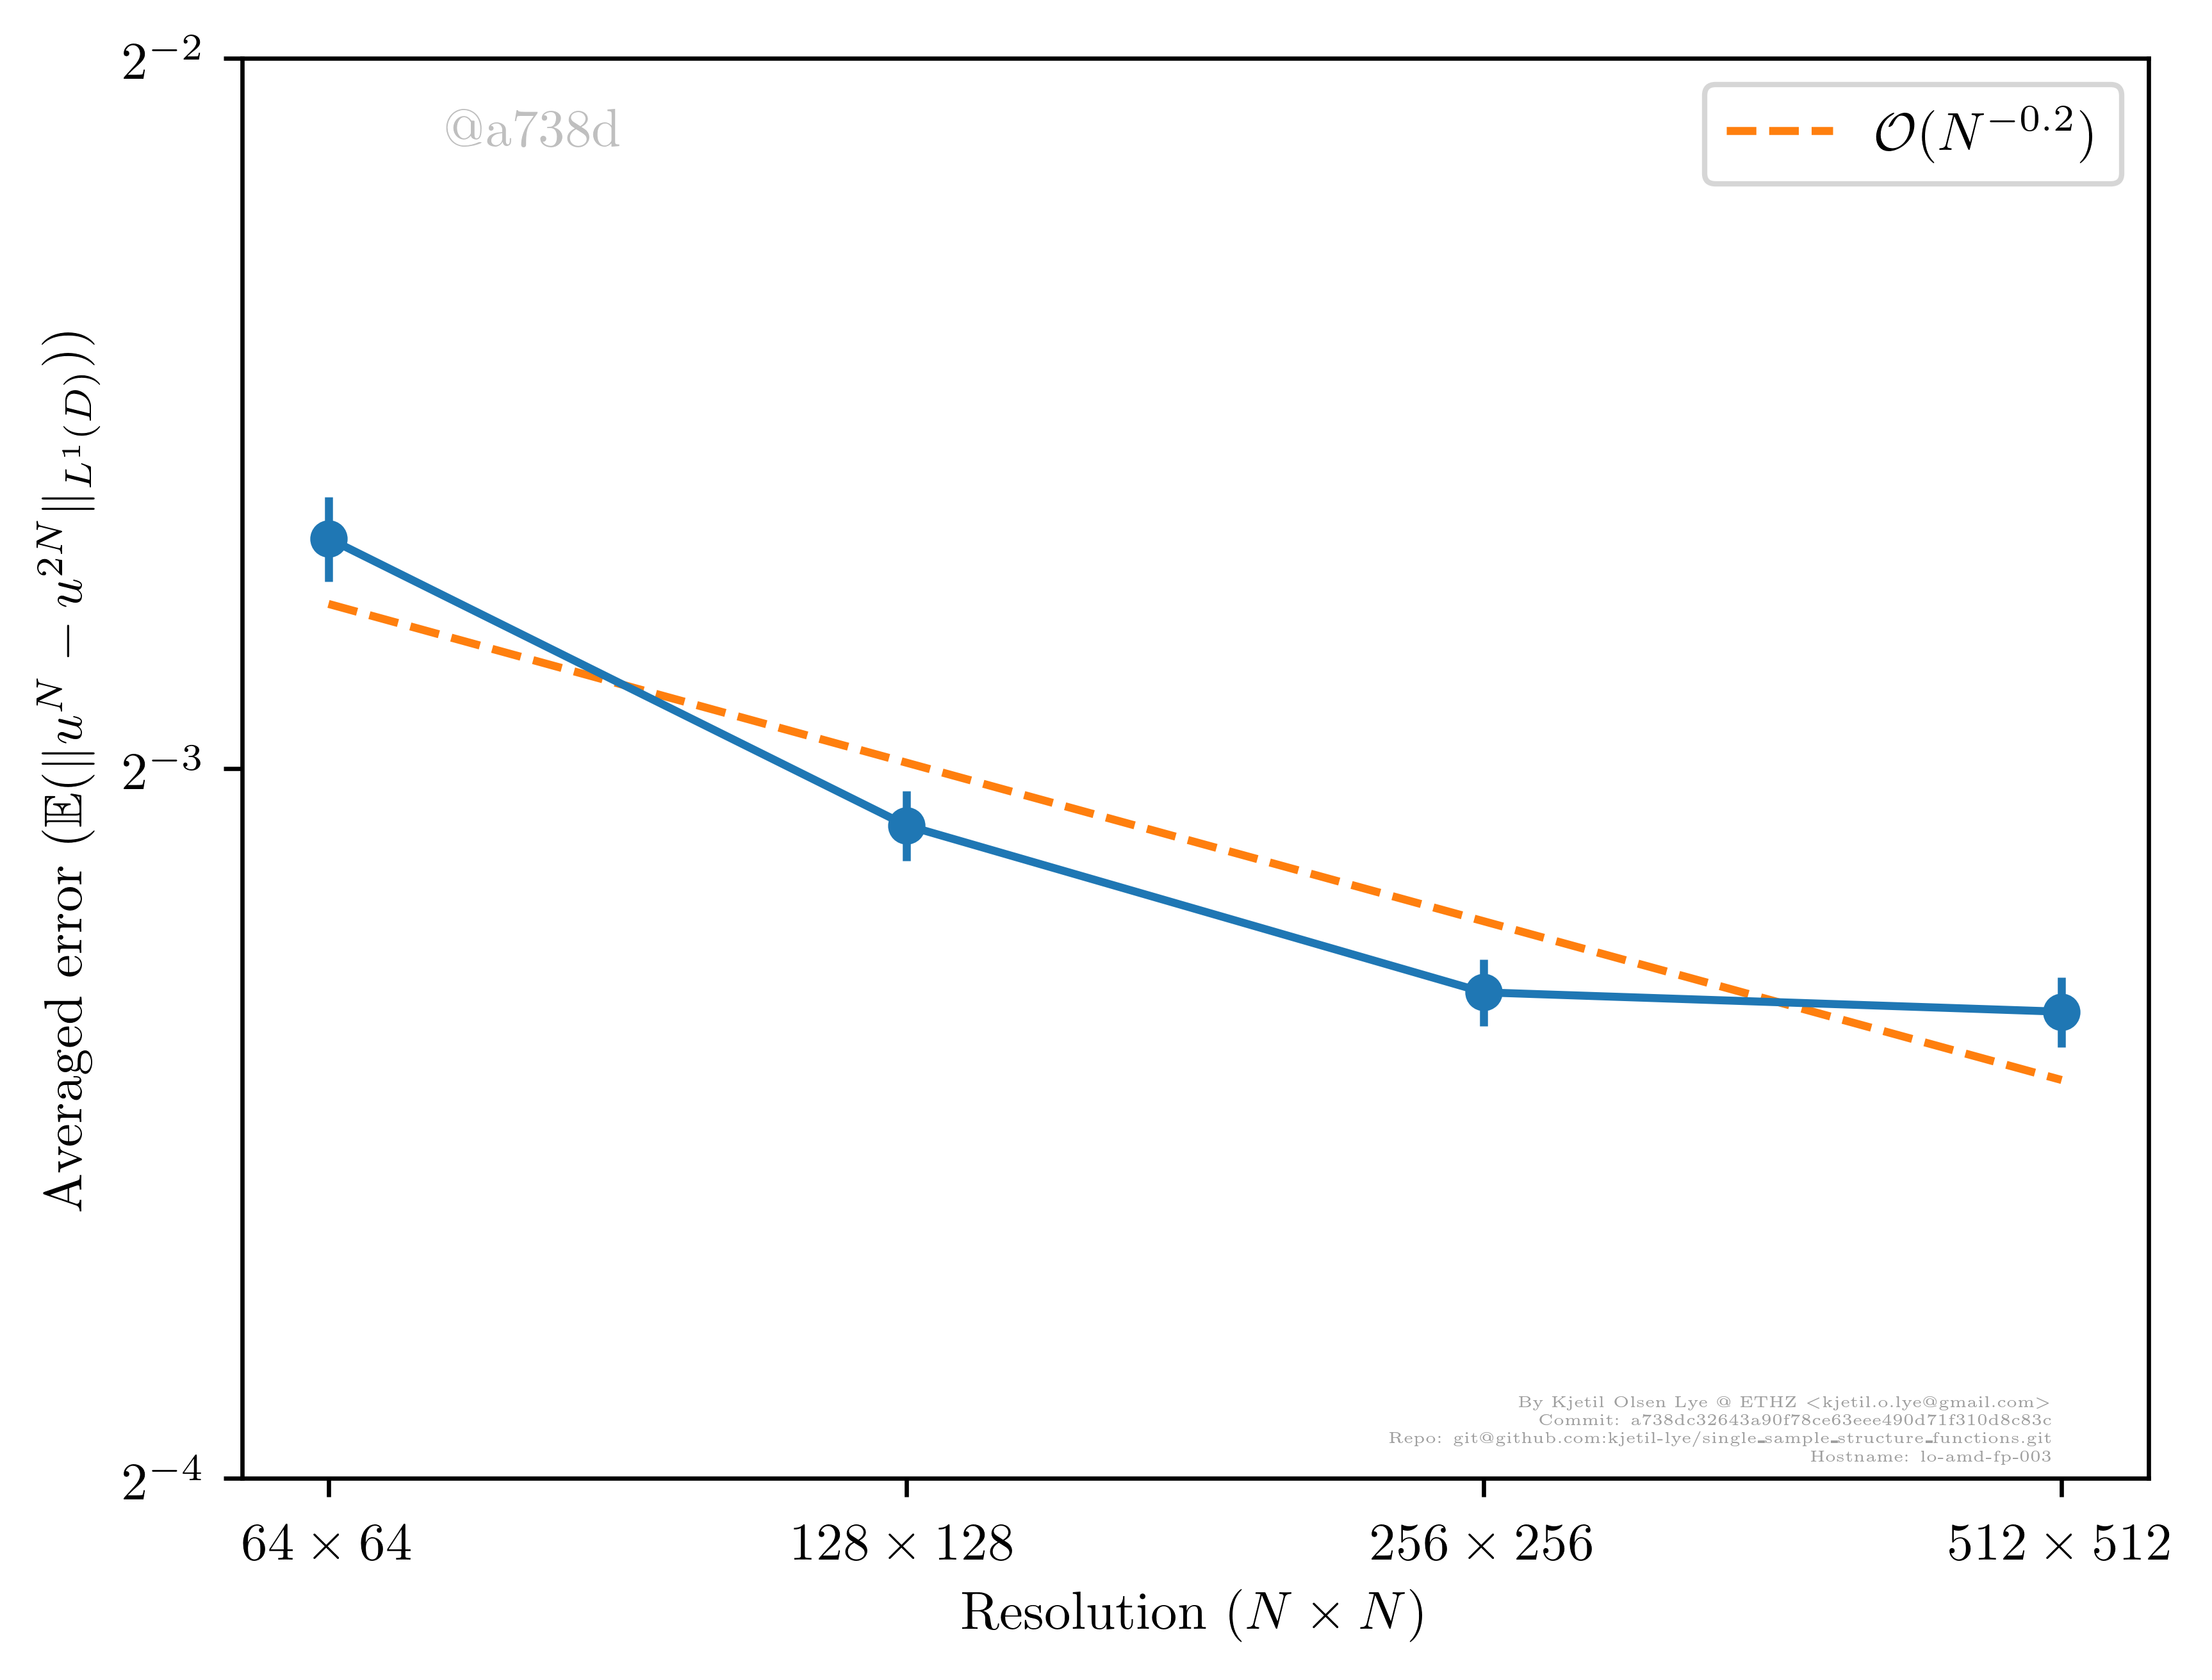 2⁻²
@a738d
𝒪(N⁻⁰·²)
Averaged error (𝔼(‖u^N − u^{2N}‖_{L¹(D)}))
2⁻³
2⁻⁴
By Kjetil Olsen Lye @ ETHZ <kjetil.o.lye@gmail.com>
Commit: a738dc32643a90f78ce63eee490d71f310d8c83c
Repo: git@github.com:kjetil-lye/single_sample_structure_functions.git
Hostname: lo-amd-fp-003
64 × 64 128 × 128 256 × 256 512 × 512
Resolution (N × N)